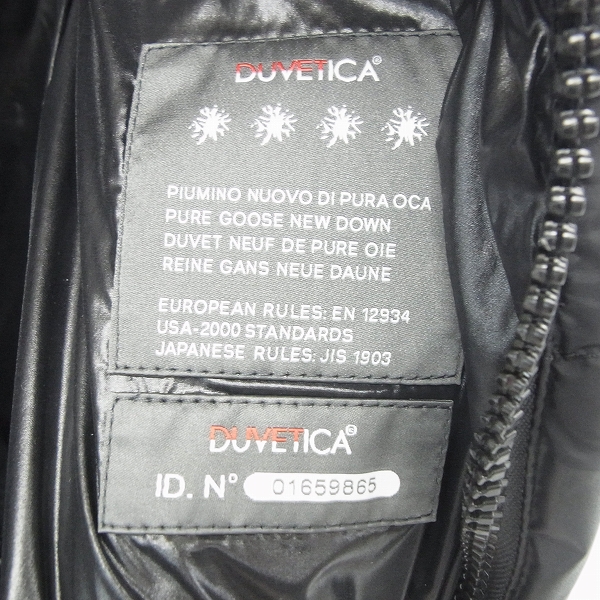 DUVETICA®
PIUMINO NUOVO DI PURA OCA
PURE GOOSE NEW DOWN
DUVET NEUF DE PURE OIE
REINE GANS NEUE DAUNE
EUROPEAN RULES: EN 12934
USA-2000 STANDARDS
JAPANESE RULES: JIS 1903
DUVETICA®
ID. N° 01659865